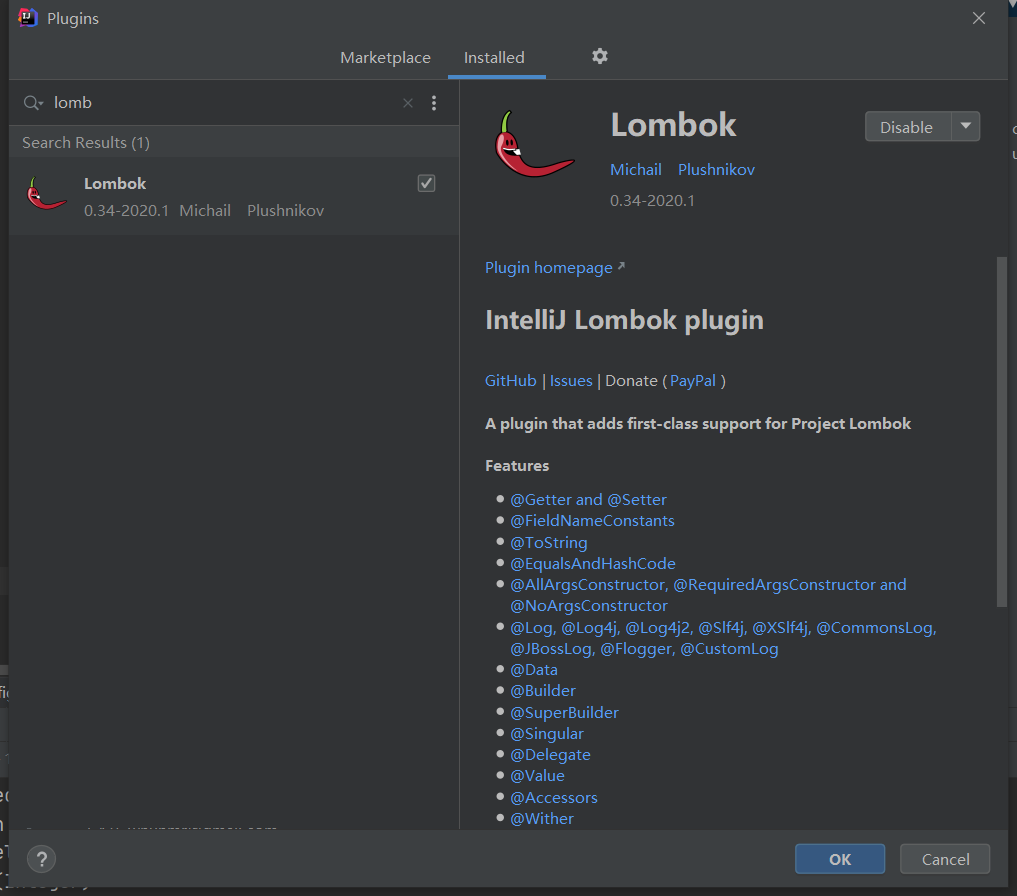 Plugins
Marketplace Installed
lomb
Search Results (1)
Lombok
0.34-2020.1 Michail Plushnikov
Lombok
Disable
Michail Plushnikov
0.34-2020.1
Plugin homepage
IntelliJ Lombok plugin
GitHub | Issues | Donate ( PayPal )
A plugin that adds first-class support for Project Lombok
Features
@Getter and @Setter
@FieldNameConstants
@ToString
@EqualsAndHashCode
@AllArgsConstructor, @RequiredArgsConstructor and
@NoArgsConstructor
@Log, @Log4j, @Log4j2, @Slf4j, @XSlf4j, @CommonsLog,
@JBossLog, @Flogger, @CustomLog
@Data
@Builder
@SuperBuilder
@Singular
@Delegate
@Value
@Accessors
@Wither
?
OK Cancel